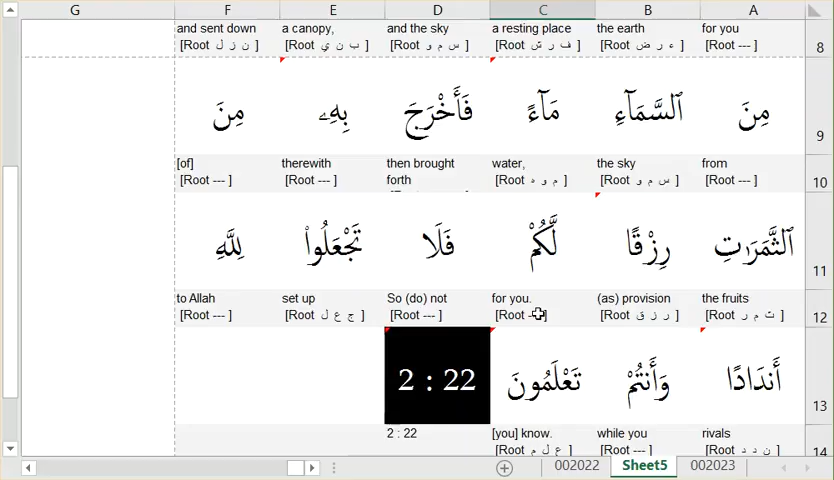 G F E D C B A
and sent down a canopy, and the sky a resting place the earth for you
[Root ن ز ل ] [Root ب ن ي ] [Root س م و ] [Root ف ر ش ] [Root ء ر ض ] [Root --- ] 8
مِنَ ٱلسَّمَآءِ مَآءً فَأَخْرَجَ بِهِۦ مِنَ 9
[of] therewith then brought forth water, the sky from
[Root --- ] [Root --- ] [Root م و ه ] [Root س م و ] [Root --- ] 10
ٱلثَّمَرَٰتِ رِزْقًا لَّكُمْ فَلَا تَجْعَلُوا۟ لِلَّهِ 11
to Allah set up So (do) not for you. (as) provision the fruits
[Root --- ] [Root ج ع ل ] [Root --- ] [Root ---] [Root ر ز ق ] [Root ث م ر ] 12
أَندَادًا وَأَنتُمْ تَعْلَمُونَ 2 : 22 13
2 : 22 [you] know. while you rivals
[Root ع ل م ] [Root --- ] [Root ن د د ] 14
002022 Sheet5 002023